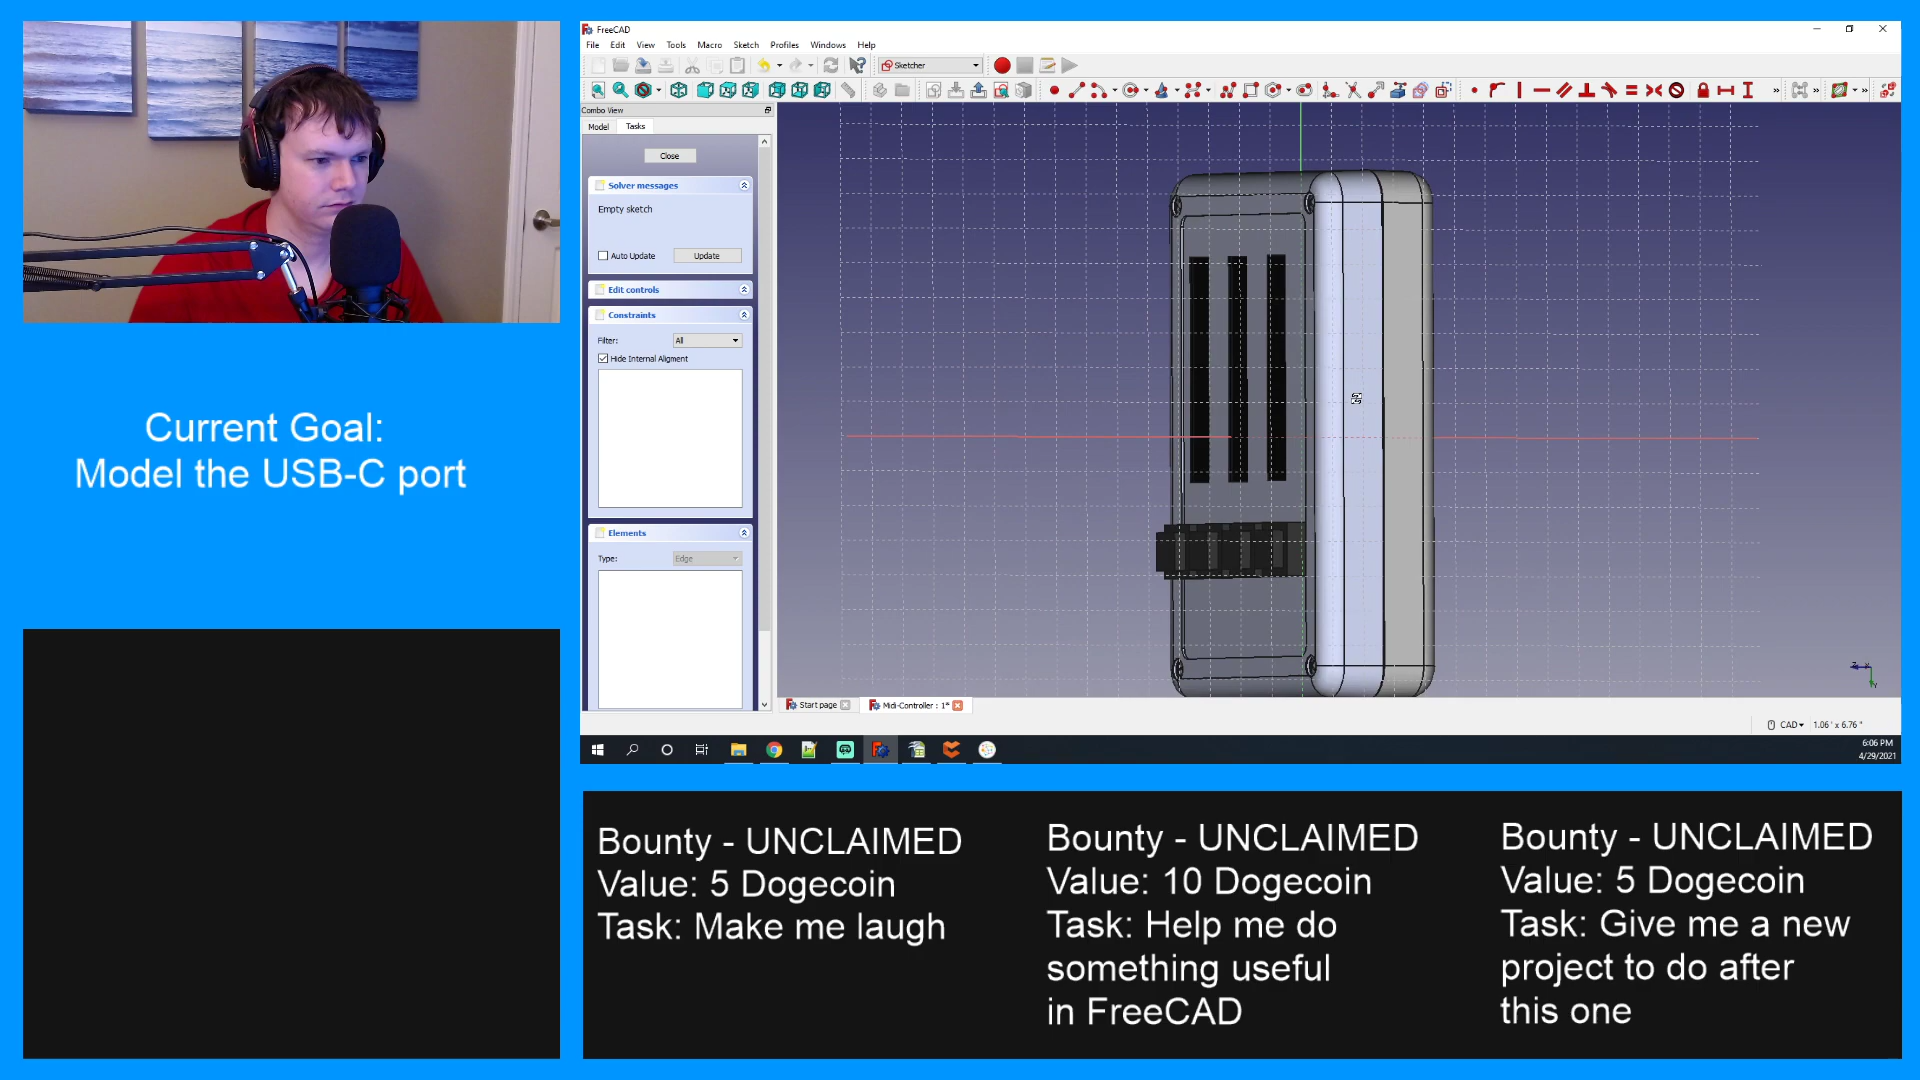 FreeCAD
File Edit View Tools Macro Sketch Profiles Windows Help
Sketcher
Combo View
Model Tasks
Close
Solver messages
Empty sketch
Auto Update Update
Edit controls
Constraints
Filter: All
Hide Internal Alignment
Elements
Type: Edge
Start page Midi-Controller : 1*
CAD 1.06 ' x 6.76 "
6:06 PM
4/29/2021
Current Goal:
Model the USB-C port
Bounty - UNCLAIMED
Value: 5 Dogecoin
Task: Make me laugh
Bounty - UNCLAIMED
Value: 10 Dogecoin
Task: Help me do
something useful
in FreeCAD
Bounty - UNCLAIMED
Value: 5 Dogecoin
Task: Give me a new
project to do after
this one